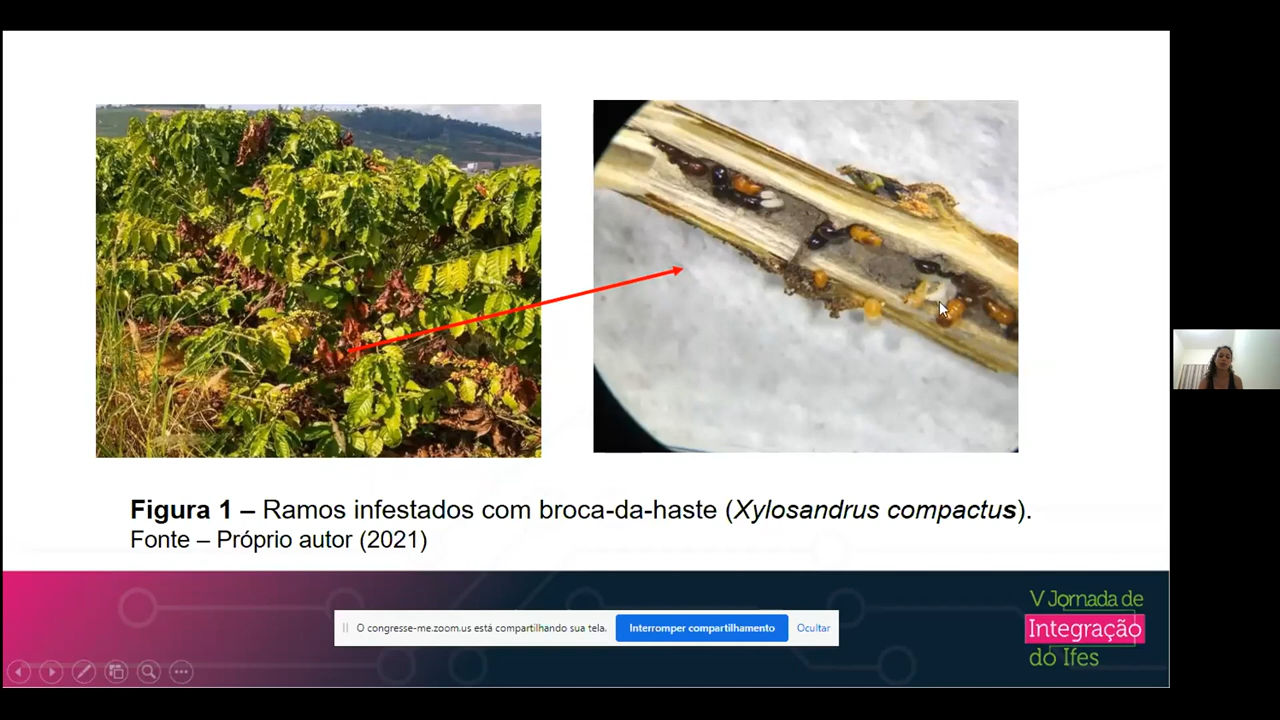 Figura 1 – Ramos infestados com broca-da-haste (Xylosandrus compactus).
Fonte – Próprio autor (2021)
O congresse-me.zoom.us está compartilhando sua tela.
Interromper compartilhamento
Ocultar
V Jornada de
Integração
do Ifes